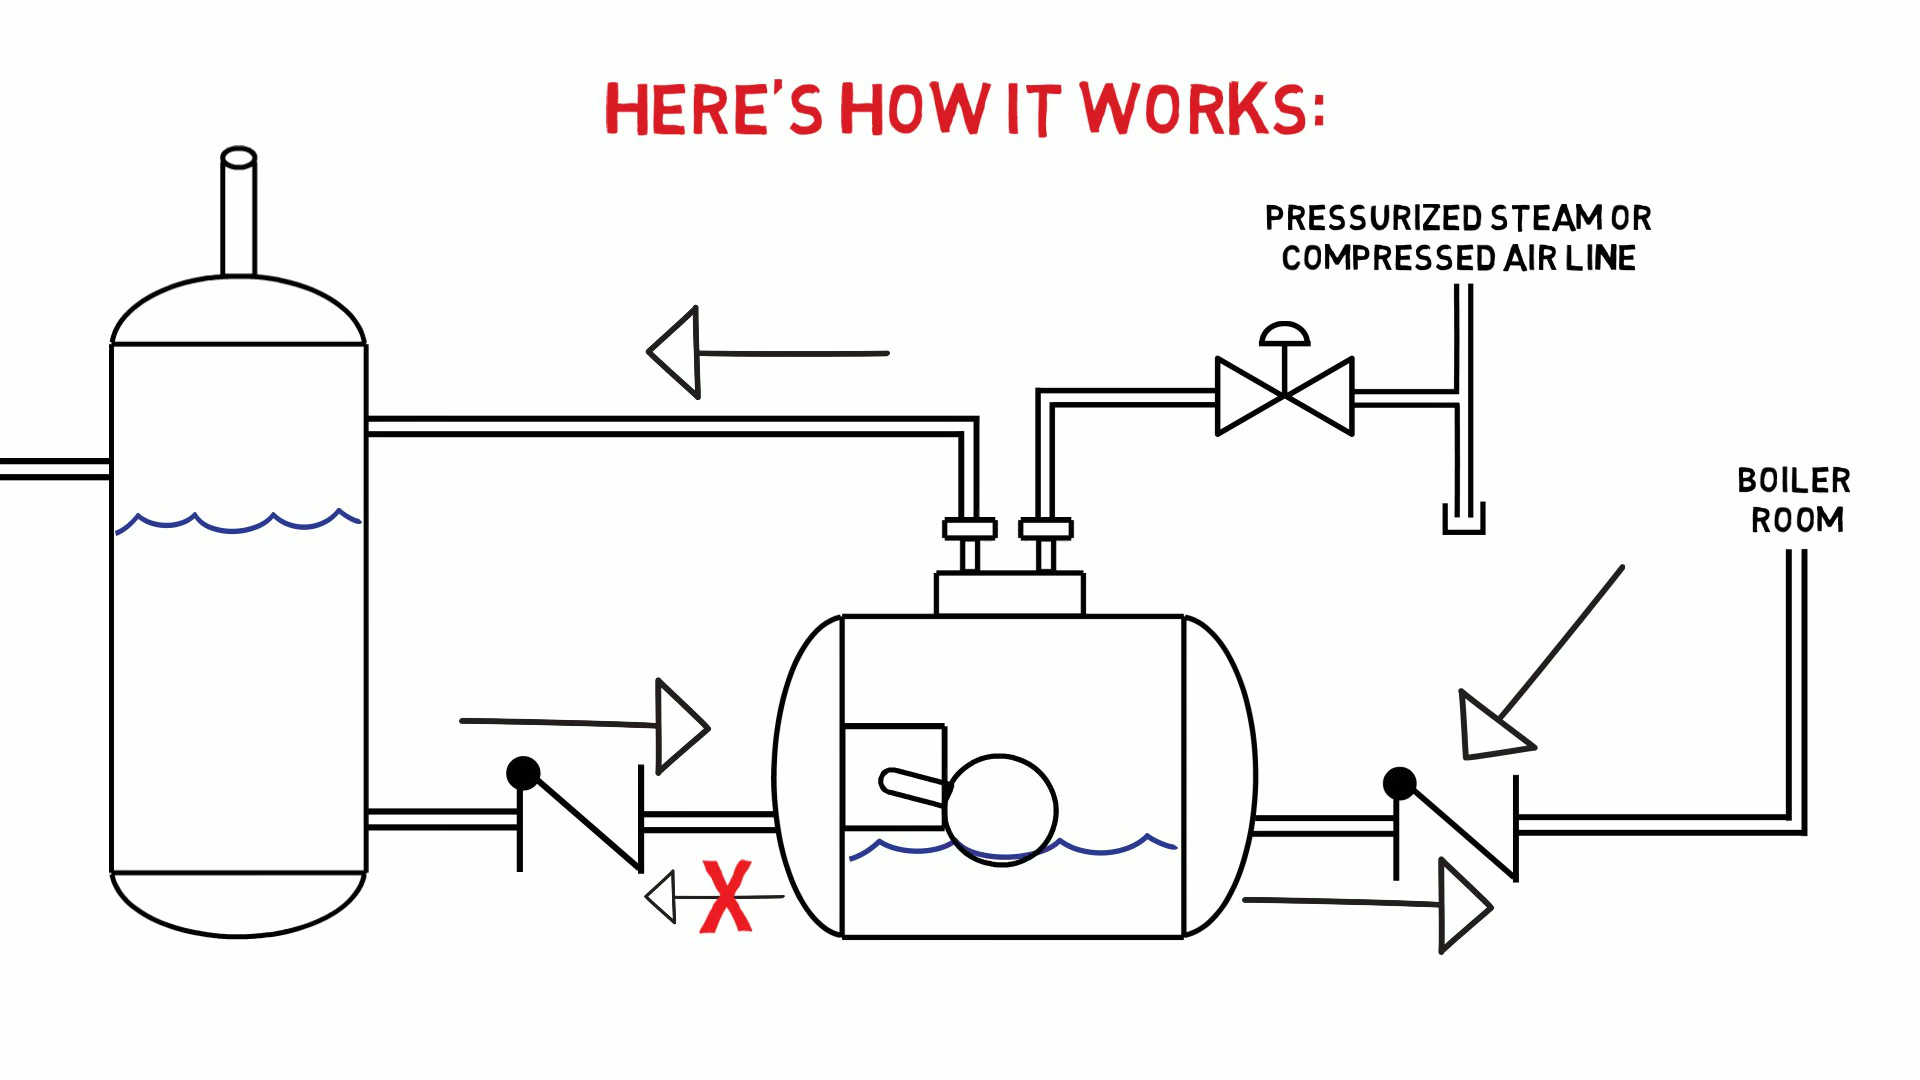 HERE'S HOW IT WORKS:
PRESSURIZED STEAM OR
COMPRESSED AIR LINE
BOILER
ROOM
X